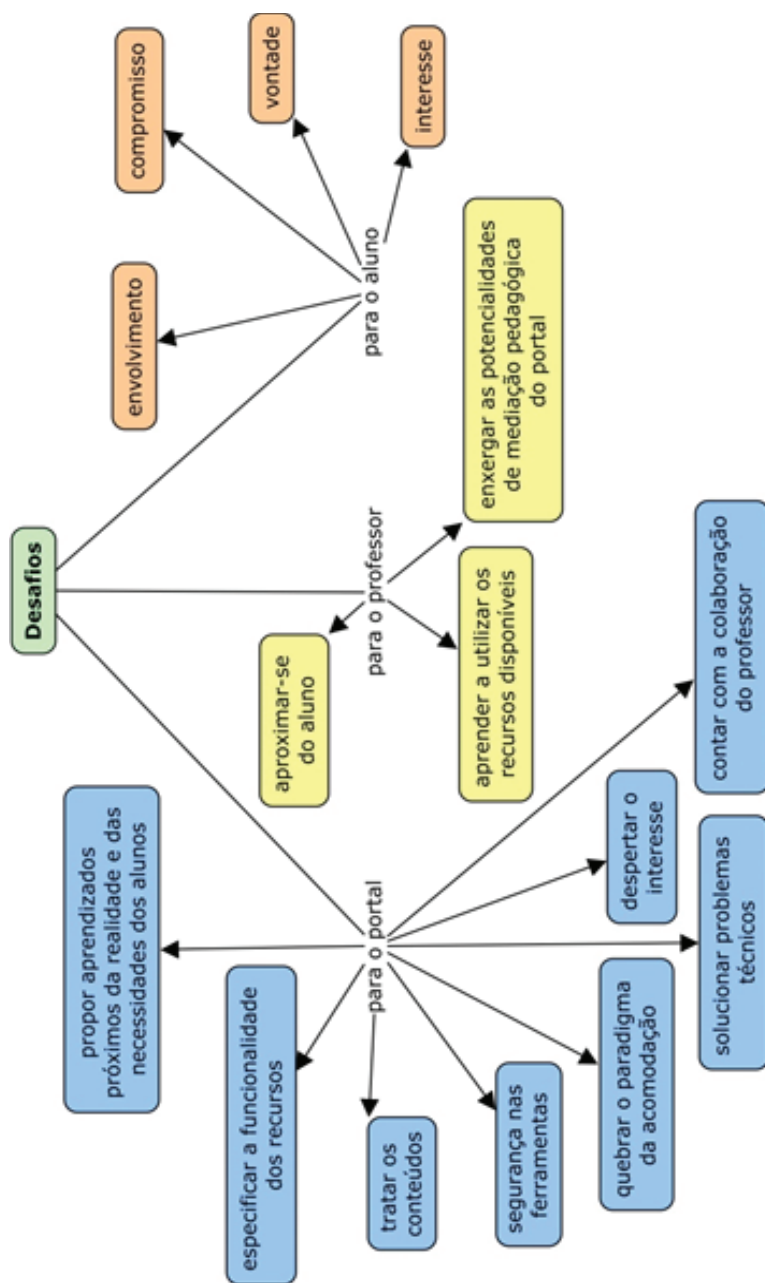 Desafios
para o portal
propor aprendizados
próximos da realidade e das
necessidades dos alunos
especificar a funcionalidade
dos recursos
tratar os
conteúdos
segurança nas
ferramentas
quebrar o paradigma
da acomodação
solucionar problemas
técnicos
despertar o
interesse
contar com a colaboração
do professor
para o professor
aproximar-se
do aluno
aprender a utilizar os
recursos disponíveis
enxergar as potencialidades
de mediação pedagógica
do portal
para o aluno
envolvimento
compromisso
vontade
interesse